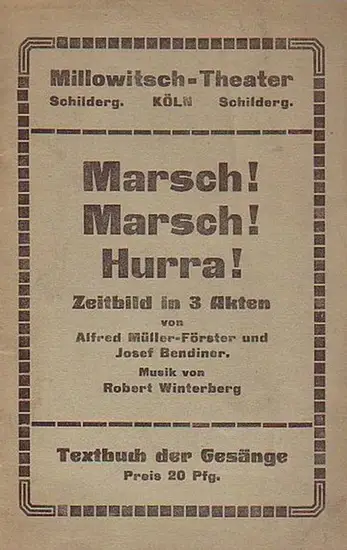 Millowitsch-Theater
Schilderg. KÖLN Schilderg.
Marsch!
Marsch!
Hurra!
Zeitbild in 3 Akten
von
Alfred Müller-Förster und
Josef Bendiner.
Musik von
Robert Winterberg
Textbuch der Gesänge
Preis 20 Pfg.